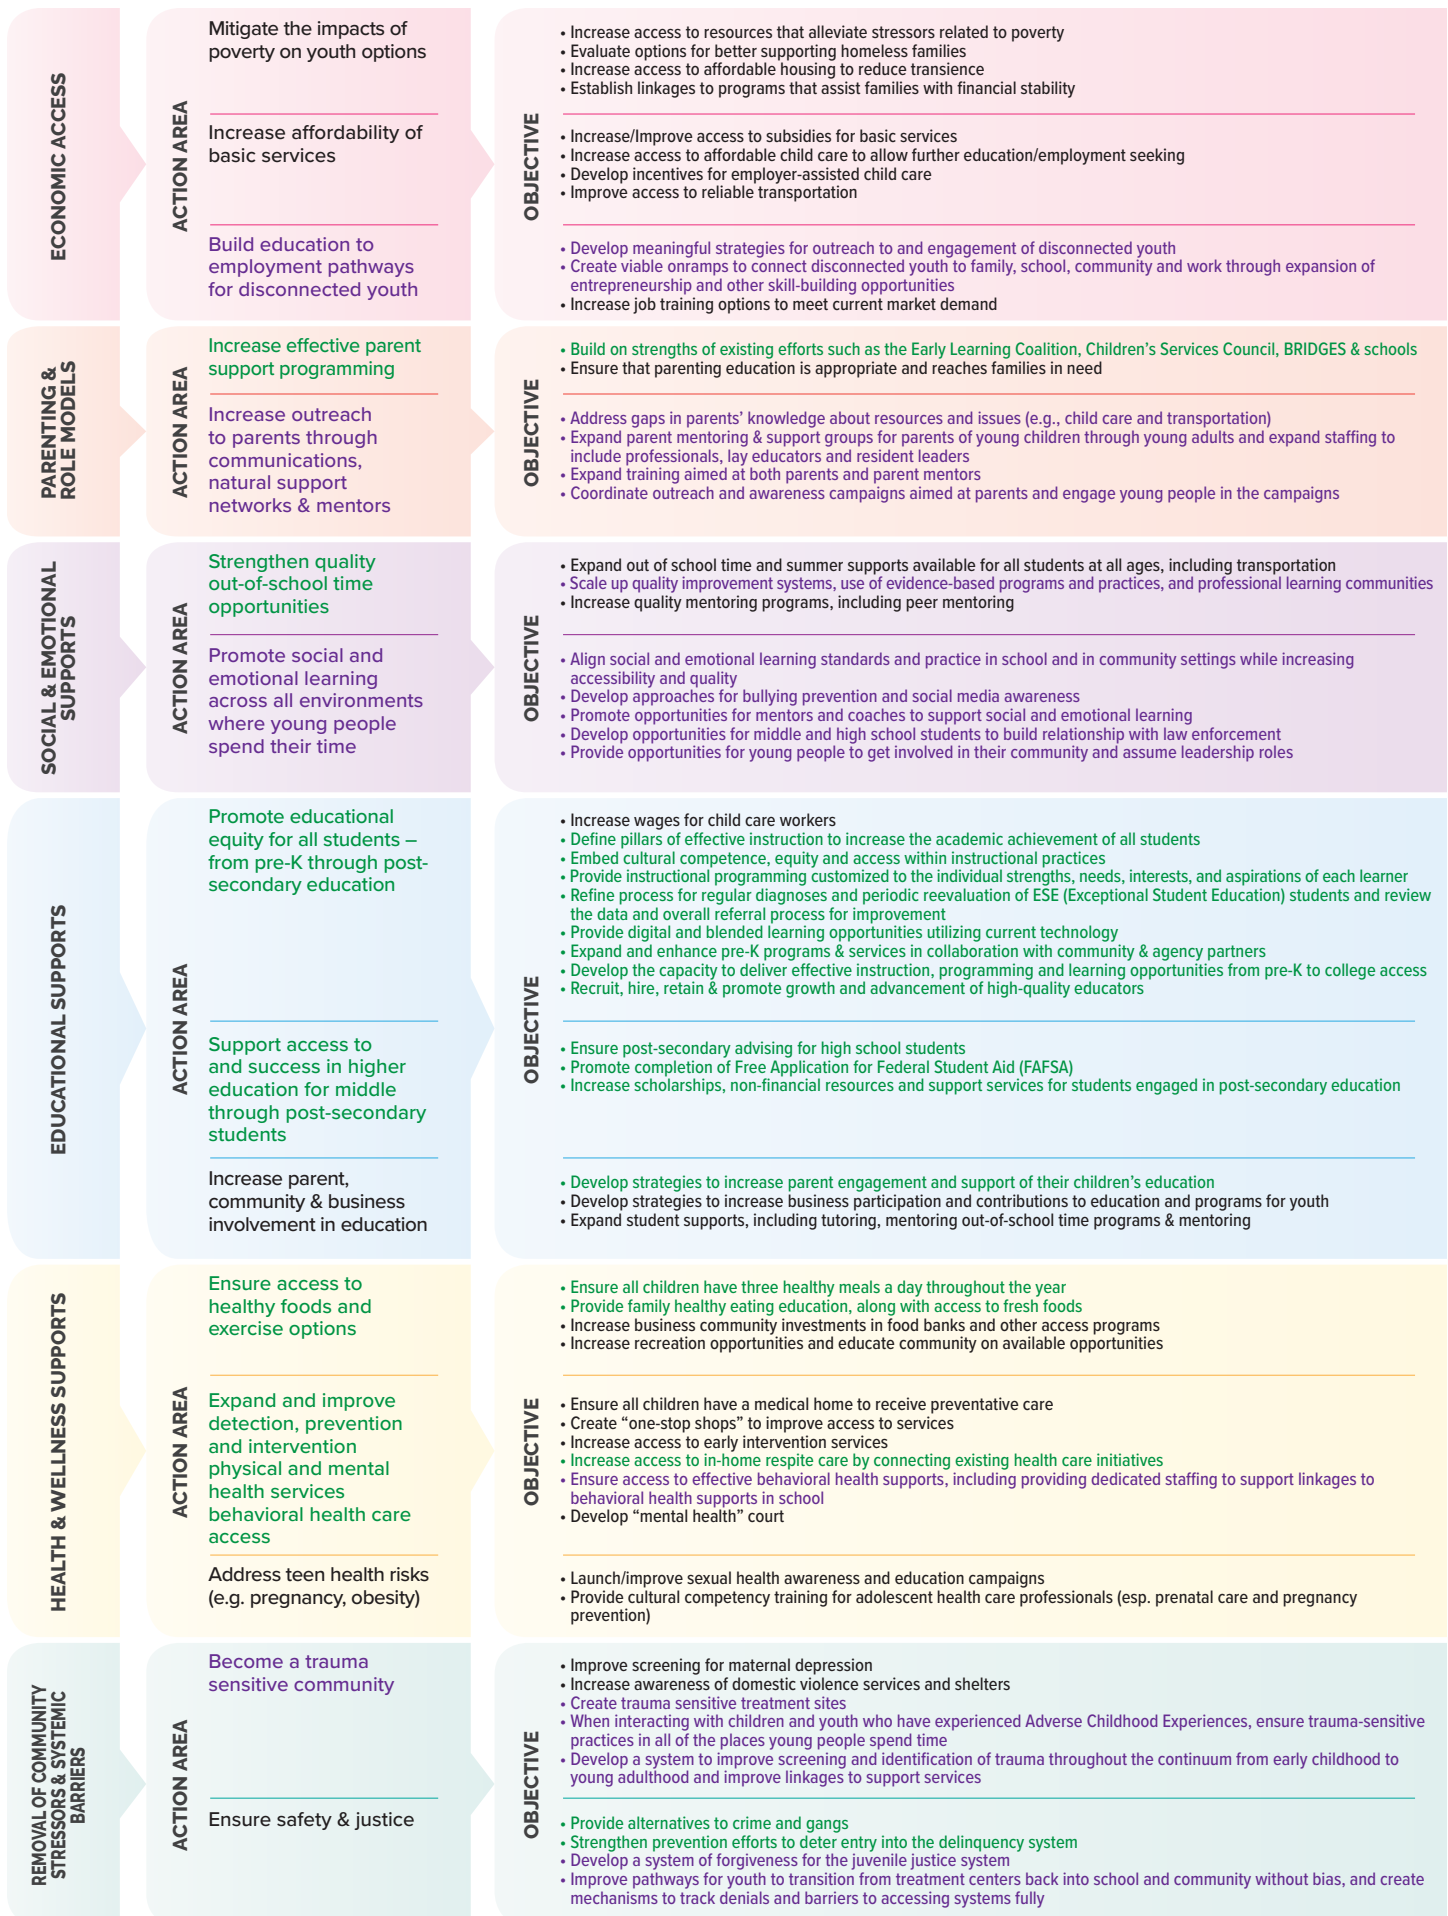 ECONOMIC ACCESS
ACTION AREA
Mitigate the impacts of
poverty on youth options
Increase affordability of
basic services
Build education to
employment pathways
for disconnected youth
OBJECTIVE
• Increase access to resources that alleviate stressors related to poverty
• Evaluate options for better supporting homeless families
• Increase access to affordable housing to reduce transience
• Establish linkages to programs that assist families with financial stability
• Increase/Improve access to subsidies for basic services
• Increase access to affordable child care to allow further education/employment seeking
• Develop incentives for employer-assisted child care
• Improve access to reliable transportation
• Develop meaningful strategies for outreach to and engagement of disconnected youth
• Create viable onramps to connect disconnected youth to family, school, community and work through expansion of
entrepreneurship and other skill-building opportunities
• Increase job training options to meet current market demand
PARENTING &
ROLE MODELS
ACTION AREA
Increase effective parent
support programming
Increase outreach
to parents through
communications,
natural support
networks & mentors
OBJECTIVE
• Build on strengths of existing efforts such as the Early Learning Coalition, Children's Services Council, BRIDGES & schools
• Ensure that parenting education is appropriate and reaches families in need
• Address gaps in parents' knowledge about resources and issues (e.g., child care and transportation)
• Expand parent mentoring & support groups for parents of young children through young adults and expand staffing to
include professionals, lay educators and resident leaders
• Expand training aimed at both parents and parent mentors
• Coordinate outreach and awareness campaigns aimed at parents and engage young people in the campaigns
SOCIAL & EMOTIONAL
SUPPORTS
ACTION AREA
Strengthen quality
out-of-school time
opportunities
Promote social and
emotional learning
across all environments
where young people
spend their time
OBJECTIVE
• Expand out of school time and summer supports available for all students at all ages, including transportation
• Scale up quality improvement systems, use of evidence-based programs and practices, and professional learning communities
• Increase quality mentoring programs, including peer mentoring
• Align social and emotional learning standards and practice in school and in community settings while increasing
accessibility and quality
• Develop approaches for bullying prevention and social media awareness
• Promote opportunities for mentors and coaches to support social and emotional learning
• Develop opportunities for middle and high school students to build relationship with law enforcement
• Provide opportunities for young people to get involved in their community and assume leadership roles
EDUCATIONAL SUPPORTS
ACTION AREA
Promote educational
equity for all students –
from pre-K through post-
secondary education
Support access to
and success in higher
education for middle
through post-secondary
students
Increase parent,
community & business
involvement in education
OBJECTIVE
• Increase wages for child care workers
• Define pillars of effective instruction to increase the academic achievement of all students
• Embed cultural competence, equity and access within instructional practices
• Provide instructional programming customized to the individual strengths, needs, interests, and aspirations of each learner
• Refine process for regular diagnoses and periodic reevaluation of ESE (Exceptional Student Education) students and review
the data and overall referral process for improvement
• Provide digital and blended learning opportunities utilizing current technology
• Expand and enhance pre-K programs & services in collaboration with community & agency partners
• Develop the capacity to deliver effective instruction, programming and learning opportunities from pre-K to college access
• Recruit, hire, retain & promote growth and advancement of high-quality educators
• Ensure post-secondary advising for high school students
• Promote completion of Free Application for Federal Student Aid (FAFSA)
• Increase scholarships, non-financial resources and support services for students engaged in post-secondary education
• Develop strategies to increase parent engagement and support of their children's education
• Develop strategies to increase business participation and contributions to education and programs for youth
• Expand student supports, including tutoring, mentoring out-of-school time programs & mentoring
HEALTH & WELLNESS SUPPORTS
ACTION AREA
Ensure access to
healthy foods and
exercise options
Expand and improve
detection, prevention
and intervention
physical and mental
health services
behavioral health care
access
Address teen health risks
(e.g. pregnancy, obesity)
OBJECTIVE
• Ensure all children have three healthy meals a day throughout the year
• Provide family healthy eating education, along with access to fresh foods
• Increase business community investments in food banks and other access programs
• Increase recreation opportunities and educate community on available opportunities
• Ensure all children have a medical home to receive preventative care
• Create “one-stop shops” to improve access to services
• Increase access to early intervention services
• Increase access to in-home respite care by connecting existing health care initiatives
• Ensure access to effective behavioral health supports, including providing dedicated staffing to support linkages to
behavioral health supports in school
• Develop “mental health” court
• Launch/improve sexual health awareness and education campaigns
• Provide cultural competency training for adolescent health care professionals (esp. prenatal care and pregnancy
prevention)
REMOVAL OF COMMUNITY
STRESSORS & SYSTEMIC
BARRIERS
ACTION AREA
Become a trauma
sensitive community
Ensure safety & justice
OBJECTIVE
• Improve screening for maternal depression
• Increase awareness of domestic violence services and shelters
• Create trauma sensitive treatment sites
• When interacting with children and youth who have experienced Adverse Childhood Experiences, ensure trauma-sensitive
practices in all of the places young people spend time
• Develop a system to improve screening and identification of trauma throughout the continuum from early childhood to
young adulthood and improve linkages to support services
• Provide alternatives to crime and gangs
• Strengthen prevention efforts to deter entry into the delinquency system
• Develop a system of forgiveness for the juvenile justice system
• Improve pathways for youth to transition from treatment centers back into school and community without bias, and create
mechanisms to track denials and barriers to accessing systems fully